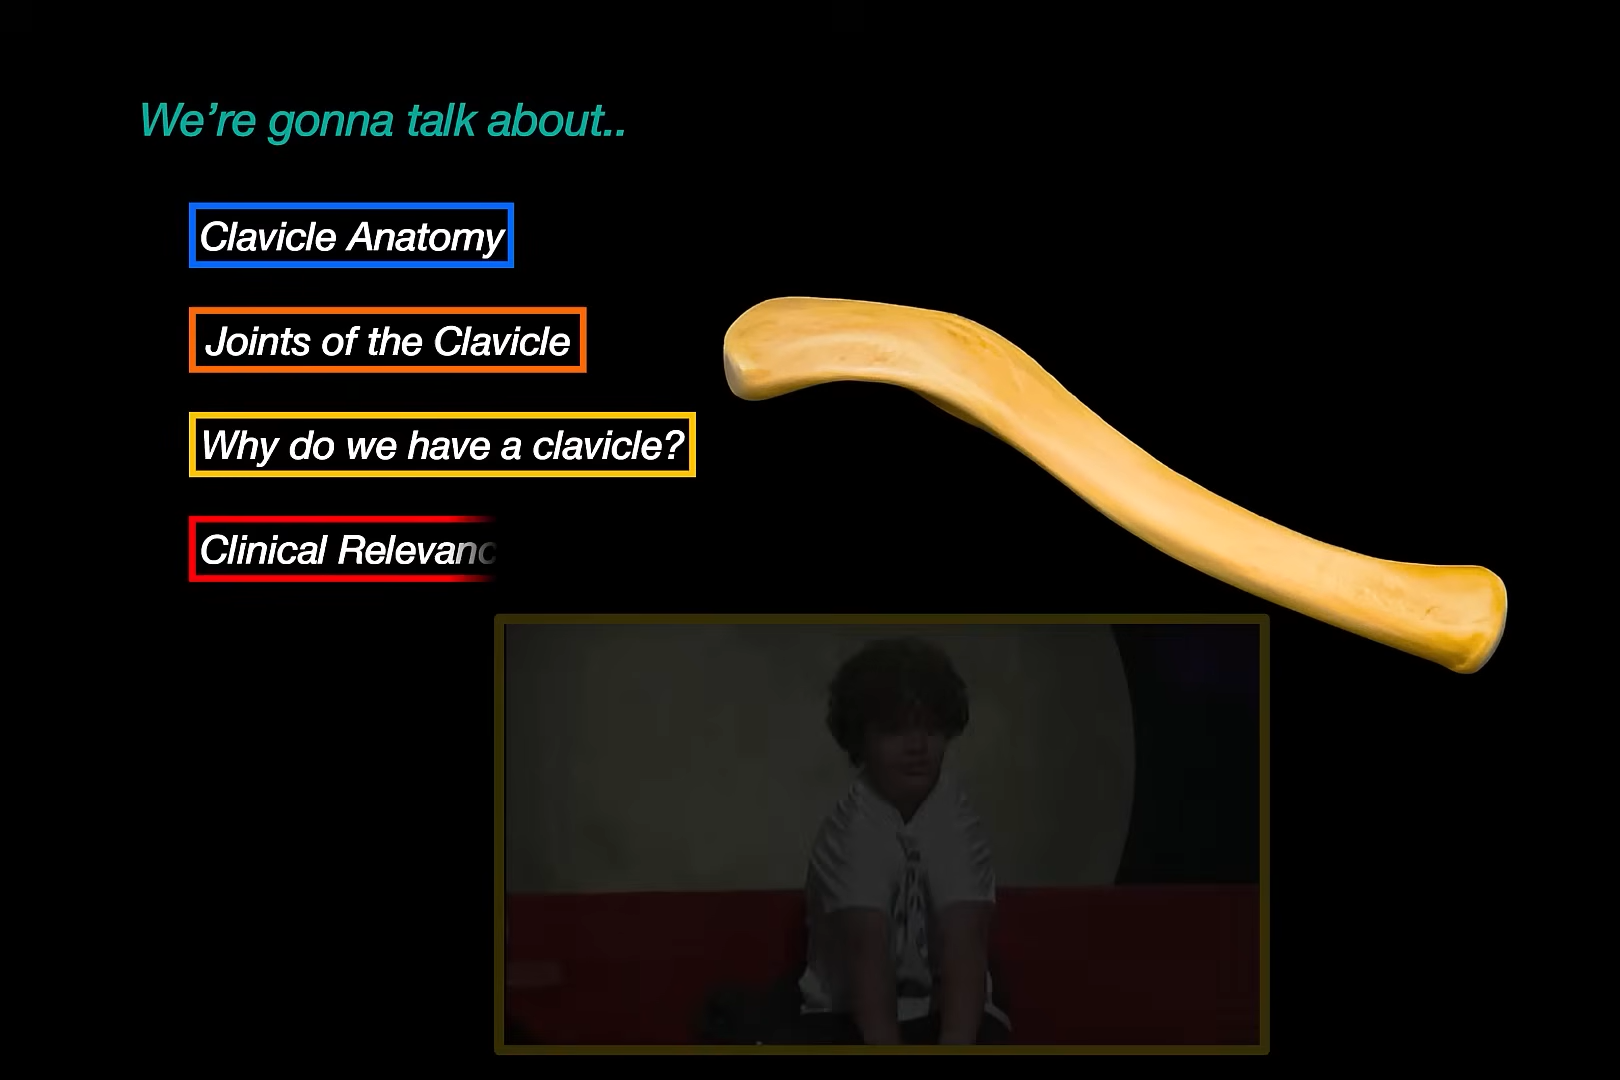 We’re gonna talk about..
Clavicle Anatomy
Joints of the Clavicle
Why do we have a clavicle?
Clinical Relevanc